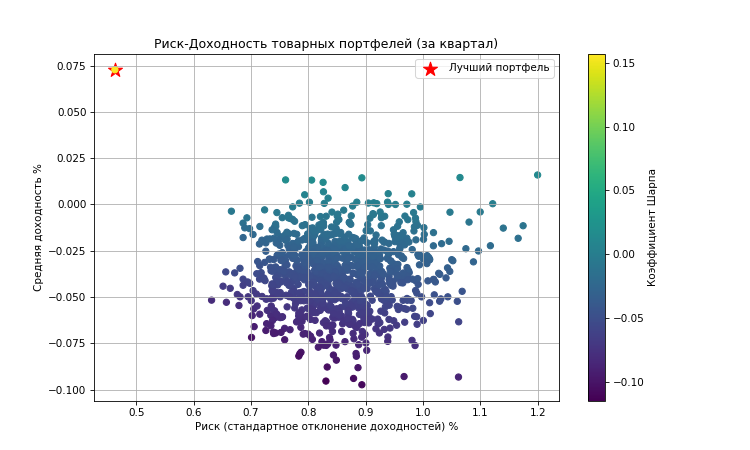 Риск-Доходность товарных портфелей (за квартал)
Лучший портфель
Средняя доходность %
0.075
0.050
0.025
0.000
−0.025
−0.050
−0.075
−0.100
0.5 0.6 0.7 0.8 0.9 1.0 1.1 1.2
Риск (стандартное отклонение доходностей) %
0.15
0.10
0.05
0.00
−0.05
−0.10
Коэффициент Шарпа